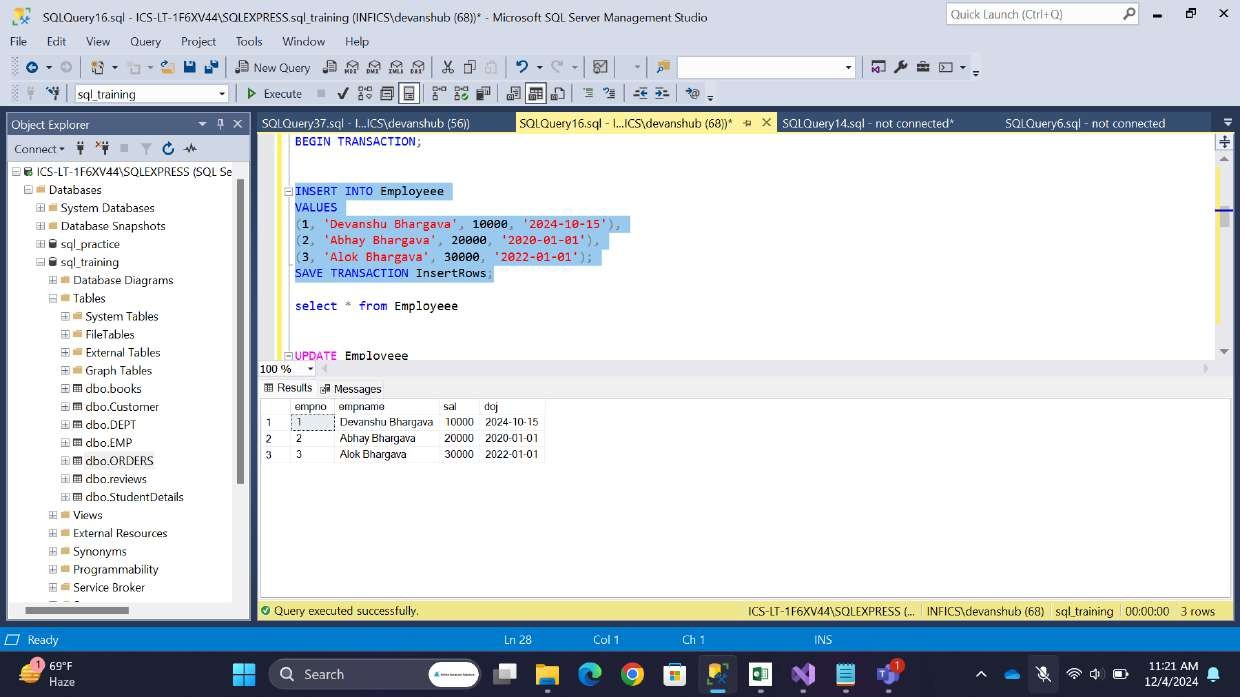 SQLQuery16.sql - ICS-LT-1F6XV44\SQLEXPRESS.sql_training (INFICS\devanshub (68))* - Microsoft SQL Server Management Studio
Quick Launch (Ctrl+Q)
File Edit View Query Project Tools Window Help
New Query
MDX DMX XMLA DAX
sql_training
Execute
Object Explorer
SQLQuery37.sql - I...ICS\devanshub (56))
SQLQuery16.sql - I...ICS\devanshub (68))*
SQLQuery14.sql - not connected*
SQLQuery6.sql - not connected
Connect
ICS-LT-1F6XV44\SQLEXPRESS (SQL Se
Databases
System Databases
Database Snapshots
sql_practice
sql_training
Database Diagrams
Tables
System Tables
FileTables
External Tables
Graph Tables
dbo.books
dbo.Customer
dbo.DEPT
dbo.EMP
dbo.ORDERS
dbo.reviews
dbo.StudentDetails
Views
External Resources
Synonyms
Programmability
Service Broker
BEGIN TRANSACTION;
INSERT INTO Employeee
VALUES
(1, 'Devanshu Bhargava', 10000, '2024-10-15'),
(2, 'Abhay Bhargava', 20000, '2020-01-01'),
(3, 'Alok Bhargava', 30000, '2022-01-01');
SAVE TRANSACTION InsertRows;
select * from Employeee
UPDATE Employeee
100 %
Results Messages
empno empname sal doj
1 1 Devanshu Bhargava 10000 2024-10-15
2 2 Abhay Bhargava 20000 2020-01-01
3 3 Alok Bhargava 30000 2022-01-01
Query executed successfully.
ICS-LT-1F6XV44\SQLEXPRESS (... INFICS\devanshub (68) sql_training 00:00:00 3 rows
Ready Ln 28 Col 1 Ch 1 INS
1
69°F
Haze
Search
1
11:21 AM
12/4/2024